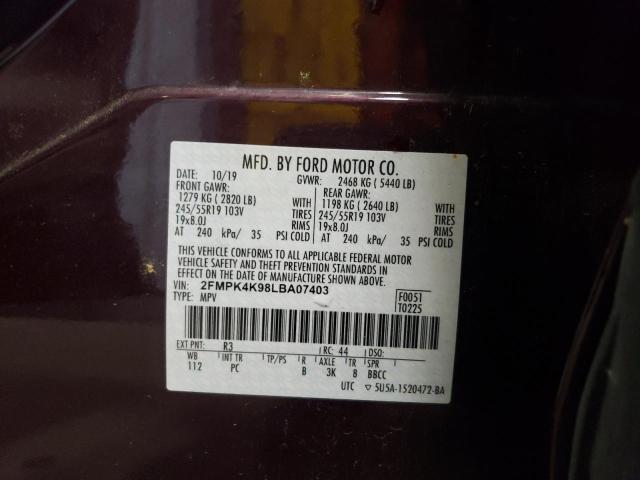 MFD. BY FORD MOTOR CO.
DATE: 10/19 GVWR: 2468 KG ( 5440 LB)
FRONT GAWR: REAR GAWR:
1279 KG ( 2820 LB) WITH 1198 KG ( 2640 LB) WITH
245/55R19 103V TIRES 245/55R19 103V TIRES
19x8.0J RIMS 19x8.0J RIMS
AT 240 kPa/ 35 PSI COLD AT 240 kPa/ 35 PSI COLD
THIS VEHICLE CONFORMS TO ALL APPLICABLE FEDERAL MOTOR
VEHICLE SAFETY AND THEFT PREVENTION STANDARDS IN
EFFECT ON THE DATE OF MANUFACTURE SHOWN ABOVE.
VIN: 2FMPK4K98LBA07403 F0051
TYPE: MPV T0225
EXT PNT: R3 RC: 44 DSO:
WB INT TR TP/PS R AXLE TR SPR
112 PC B 3K 8 BBCC
UTC ▽ 5U5A-1520472-BA